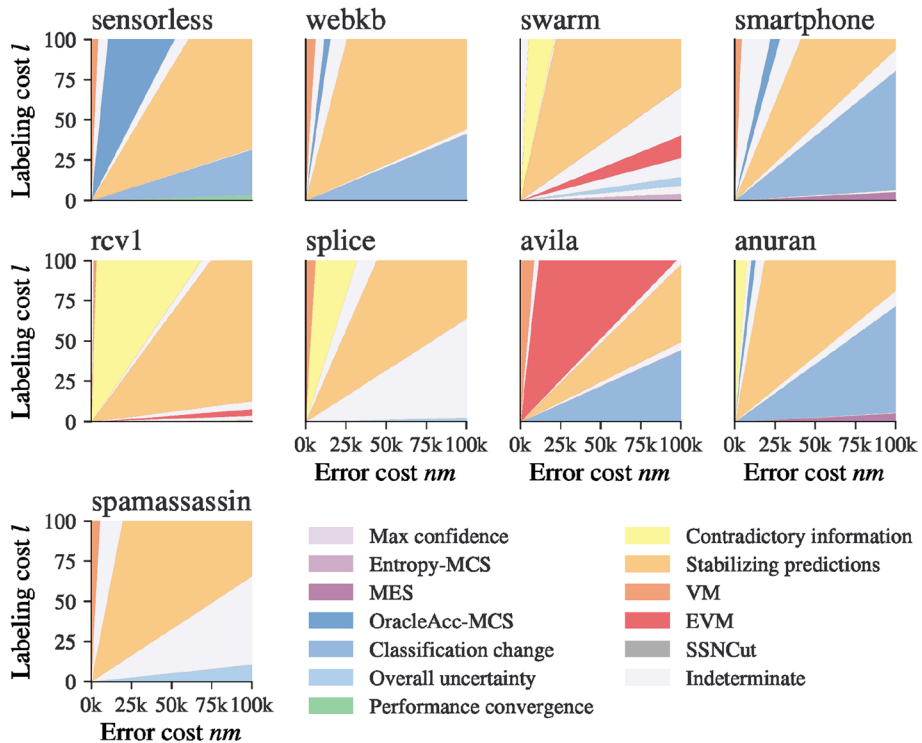 sensorless webkb swarm smartphone
Labeling cost l
100
75
50
25
0
rcv1 splice avila anuran
Labeling cost l
100
75
50
25
0
0k 25k 50k 75k 100k 0k 25k 50k 75k 100k 0k 25k 50k 75k 100k
Error cost nm Error cost nm Error cost nm
spamassassin
Labeling cost l
100
75
50
25
0
0k 25k 50k 75k 100k
Error cost nm
Max confidence
Entropy-MCS
MES
OracleAcc-MCS
Classification change
Overall uncertainty
Performance convergence
Contradictory information
Stabilizing predictions
VM
EVM
SSNCut
Indeterminate